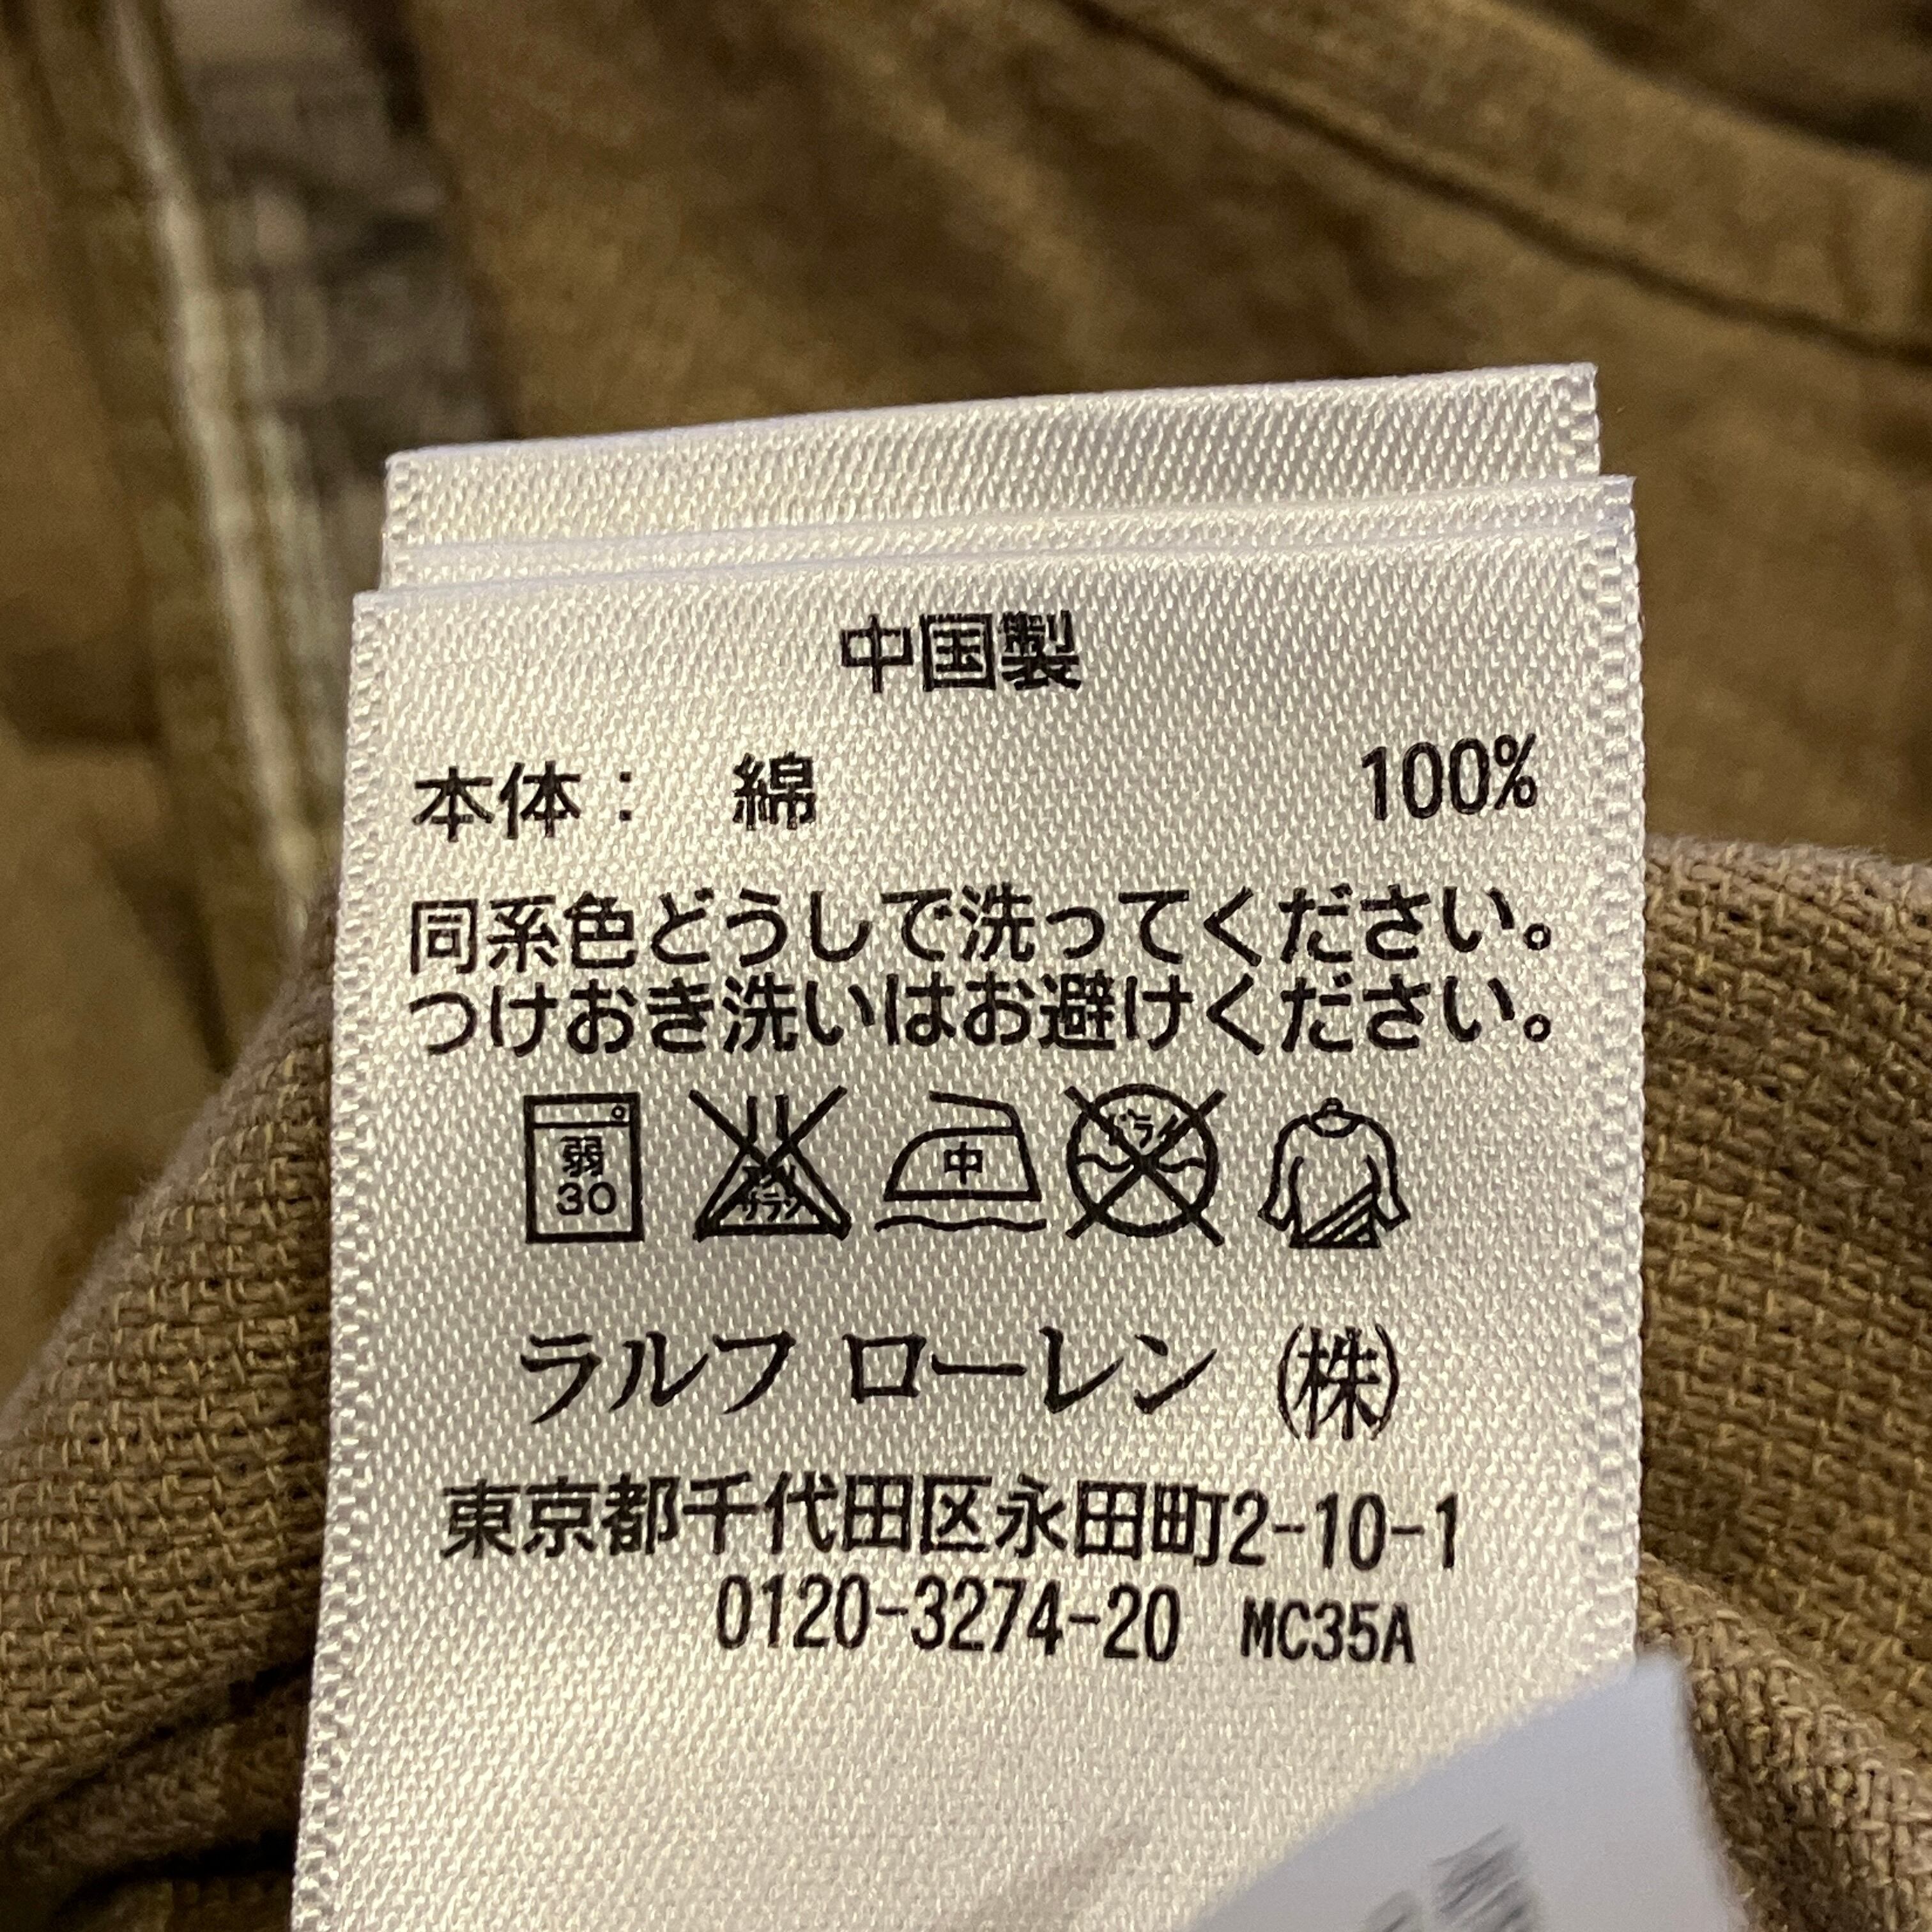 中国製
本体： 綿 100%
同系色どうしで洗ってください。
つけおき洗いはお避けください。
弱 30 中
ラルフ ローレン ㈱
東京都千代田区永田町2-10-1
0120-3274-20 MC35A